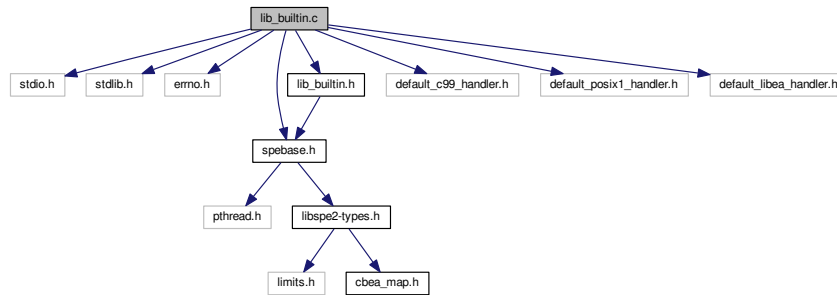 lib_builtin.c
stdio.h
stdlib.h
errno.h
lib_builtin.h
default_c99_handler.h
default_posix1_handler.h
default_libea_handler.h
spebase.h
pthread.h
libspe2-types.h
limits.h
cbea_map.h